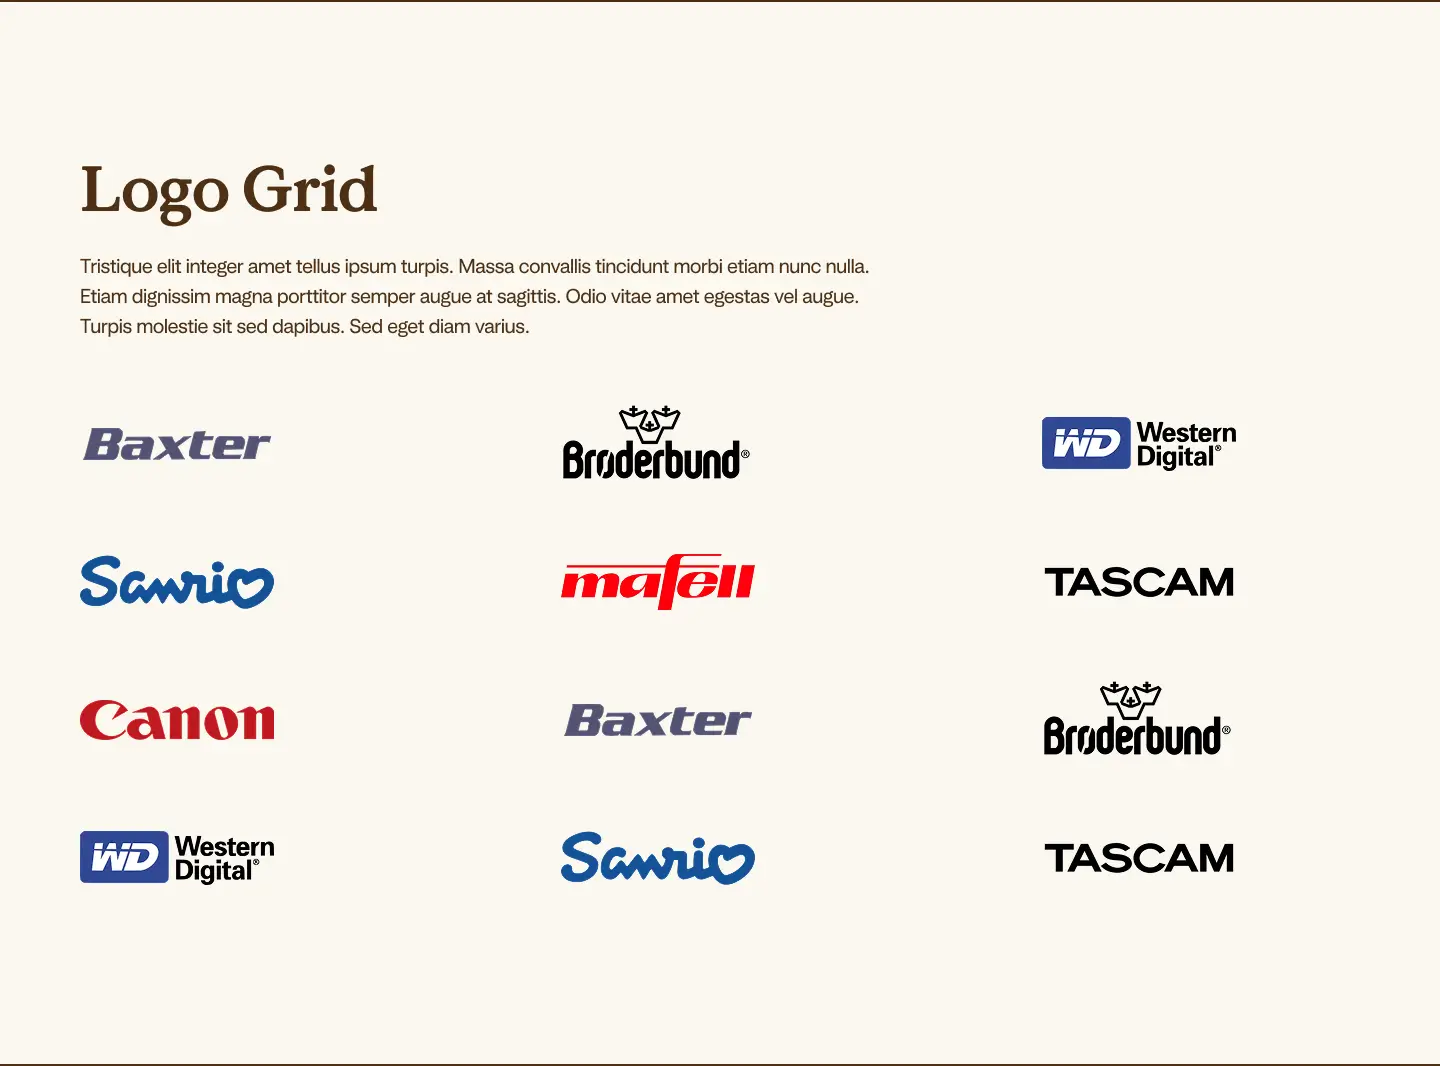 Logo Grid
Tristique elit integer amet tellus ipsum turpis. Massa convallis tincidunt morbi etiam nunc nulla.
Etiam dignissim magna porttitor semper augue at sagittis. Odio vitae amet egestas vel augue.
Turpis molestie sit sed dapibus. Sed eget diam varius.
Baxter
Brøderbund®
WD Western
Digital®
Sanrio
mafell
TASCAM
Canon
Baxter
Brøderbund®
WD Western
Digital®
Sanrio
TASCAM